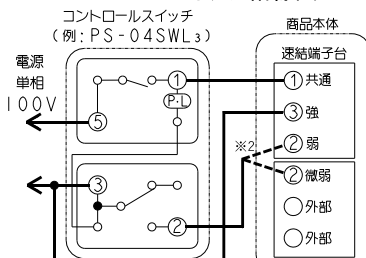 コントロールスイッチ
(例:PS-04SWL₃)
商品本体
電源
単相
100V
速結端子台
① 共通
P・L
③ 強
⑤
② 弱
※2
② 微弱
③
外部
②
外部
①